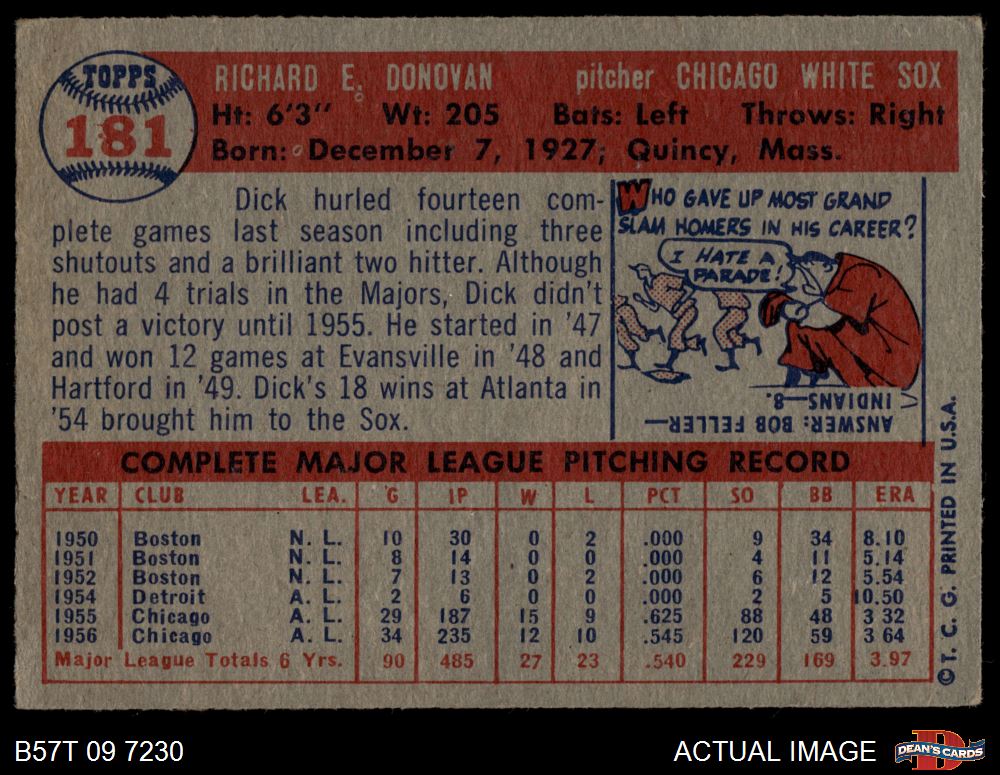 TOPPS
181
RICHARD E. DONOVAN pitcher CHICAGO WHITE SOX
Ht: 6'3" Wt: 205 Bats: Left Throws: Right
Born: December 7, 1927; Quincy, Mass.
Dick hurled fourteen com-
plete games last season including three
shutouts and a brilliant two hitter. Although
he had 4 trials in the Majors, Dick didn't
post a victory until 1955. He started in '47
and won 12 games at Evansville in '48 and
Hartford in '49. Dick's 18 wins at Atlanta in
'54 brought him to the Sox.
WHO GAVE UP MOST GRAND
SLAM HOMERS IN HIS CAREER?
I HATE A
PARADE!
ANSWER: BOB FELLER—
INDIANS—8.
COMPLETE MAJOR LEAGUE PITCHING RECORD
YEAR CLUB LEA. G IP W L PCT SO BB ERA
1950 Boston N. L. 10 30 0 2 .000 9 34 8.10
1951 Boston N. L. 8 14 0 0 .000 4 11 5.14
1952 Boston N. L. 7 13 0 2 .000 6 12 5.54
1954 Detroit A. L. 2 6 0 0 .000 2 5 10.50
1955 Chicago A. L. 29 187 15 9 .625 88 48 3 32
1956 Chicago A. L. 34 235 12 10 .545 120 59 3 64
Major League Totals 6 Yrs. 90 485 27 23 .540 229 169 3.97
©T. C. G. PRINTED IN U.S.A.
B57T 09 7230
ACTUAL IMAGE
D
DEAN'S CARDS